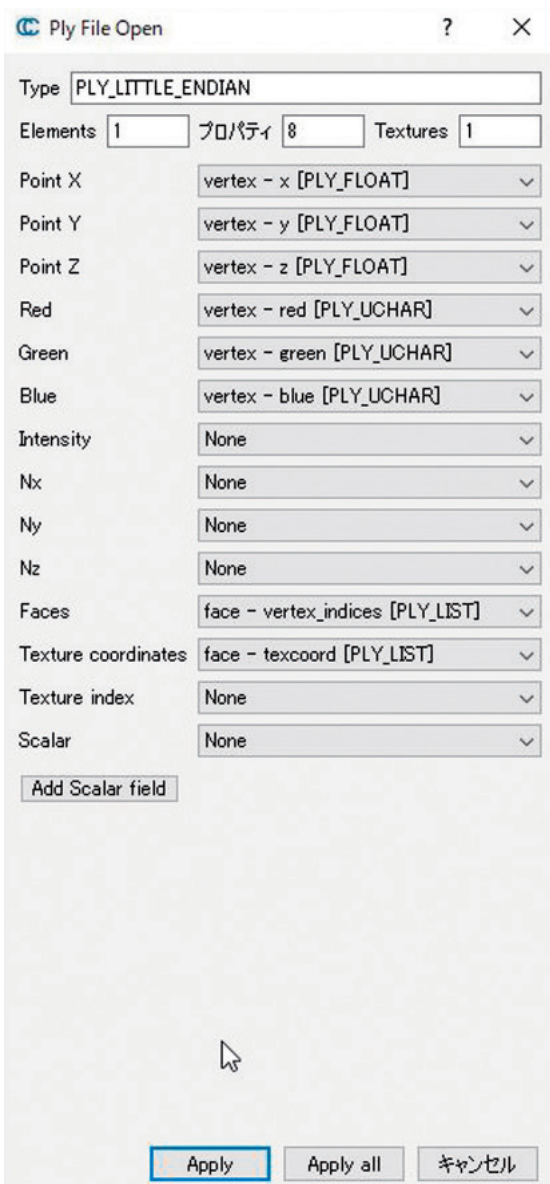 Ply File Open ? ×
Type PLY_LITTLE_ENDIAN
Elements 1 プロパティ 8 Textures 1
Point X vertex - x [PLY_FLOAT]
Point Y vertex - y [PLY_FLOAT]
Point Z vertex - z [PLY_FLOAT]
Red vertex - red [PLY_UCHAR]
Green vertex - green [PLY_UCHAR]
Blue vertex - blue [PLY_UCHAR]
Intensity None
Nx None
Ny None
Nz None
Faces face - vertex_indices [PLY_LIST]
Texture coordinates face - texcoord [PLY_LIST]
Texture index None
Scalar None
Add Scalar field
Apply Apply all キャンセル